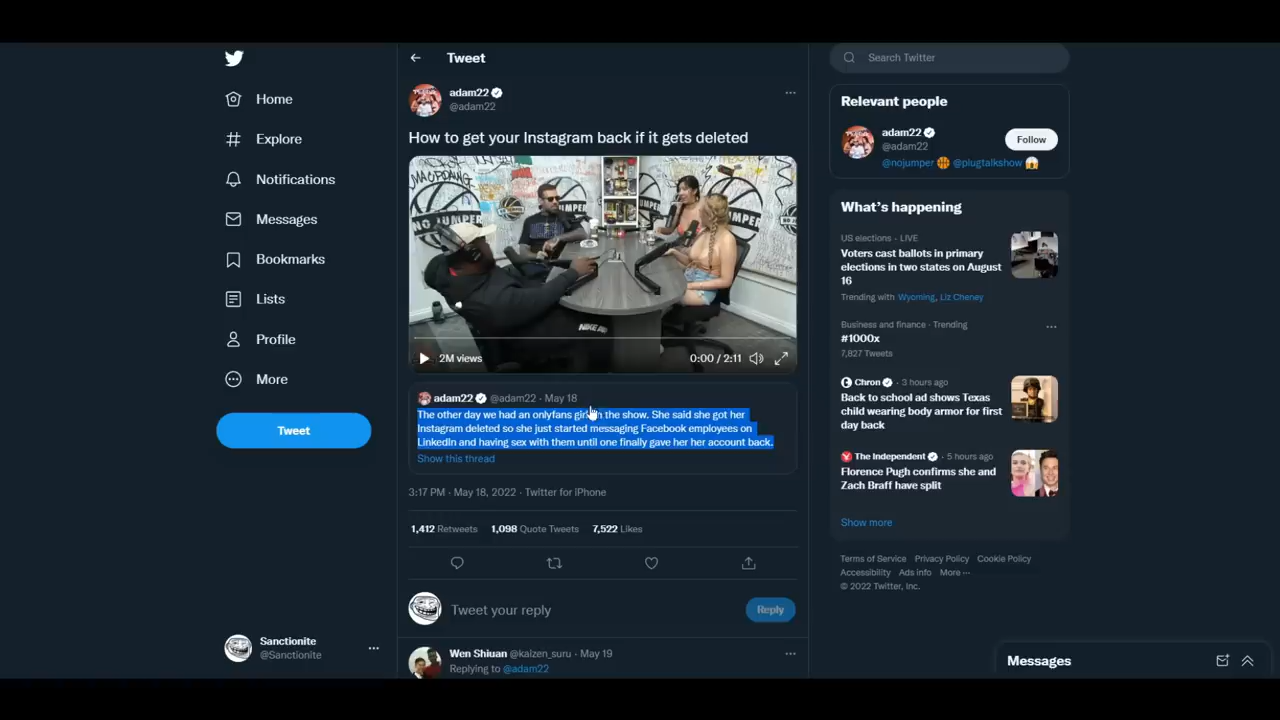 Home
Explore
Notifications
Messages
Bookmarks
Lists
Profile
More
Tweet
Sanctionite
@Sanctionite
Tweet
adam22
@adam22
How to get your Instagram back if it gets deleted
NO JUMPER
2M views
0:00 / 2:11
adam22 @adam22 · May 18
The other day we had an onlyfans the show. She said she got her
Instagram deleted so she just started messaging Facebook employees on
LinkedIn and having sex with them until one finally gave her her account back.
Show this thread
3:17 PM · May 18, 2022 · Twitter for iPhone
1,412 Retweets 1,098 Quote Tweets 7,522 Likes
Tweet your reply
Reply
Wen Shiuan @kaizen_suru · May 19
Replying to @adam22
Search Twitter
Relevant people
adam22
@adam22
Follow
@nojumper 🏀 @plugtalkshow 😱
What's happening
US elections · LIVE
Voters cast ballots in primary
elections in two states on August
16
Trending with Wyoming, Liz Cheney
Business and finance · Trending
#1000x
7,827 Tweets
Chron · 3 hours ago
Back to school ad shows Texas
child wearing body armor for first
day back
The Independent · 5 hours ago
Florence Pugh confirms she and
Zach Braff have split
Show more
Terms of Service Privacy Policy Cookie Policy
Accessibility Ads info More ···
© 2022 Twitter, Inc.
Messages